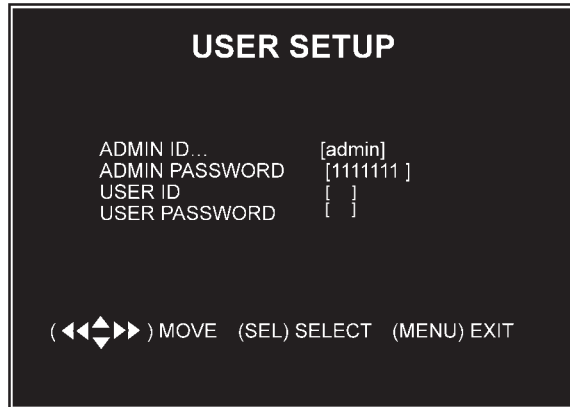 USER SETUP
ADMIN ID... [admin]
ADMIN PASSWORD [1111111 ]
USER ID [ ]
USER PASSWORD [ ]
( ) MOVE (SEL) SELECT (MENU) EXIT